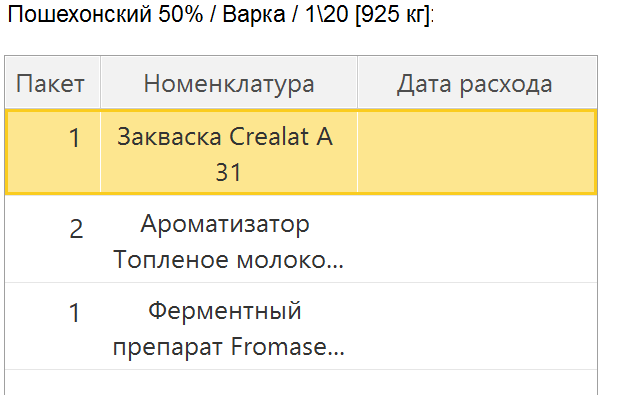 Пошехонский 50% / Варка / 1\20 [925 кг]:
Пакет Номенклатура Дата расхода
1 Закваска Crealat A
31
2 Ароматизатор
Топленое молоко...
1 Ферментный
препарат Fromase...